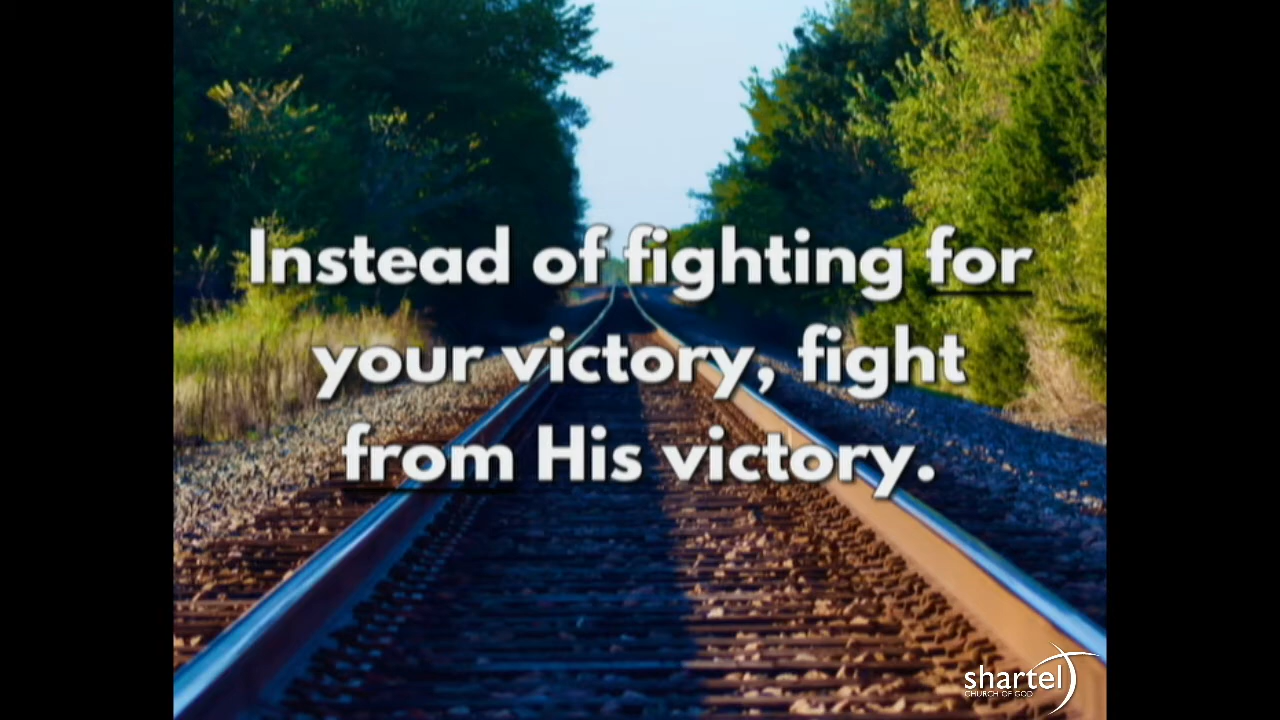 Instead of fighting for
your victory, fight
from His victory.
shartel
CHURCH OF GOD